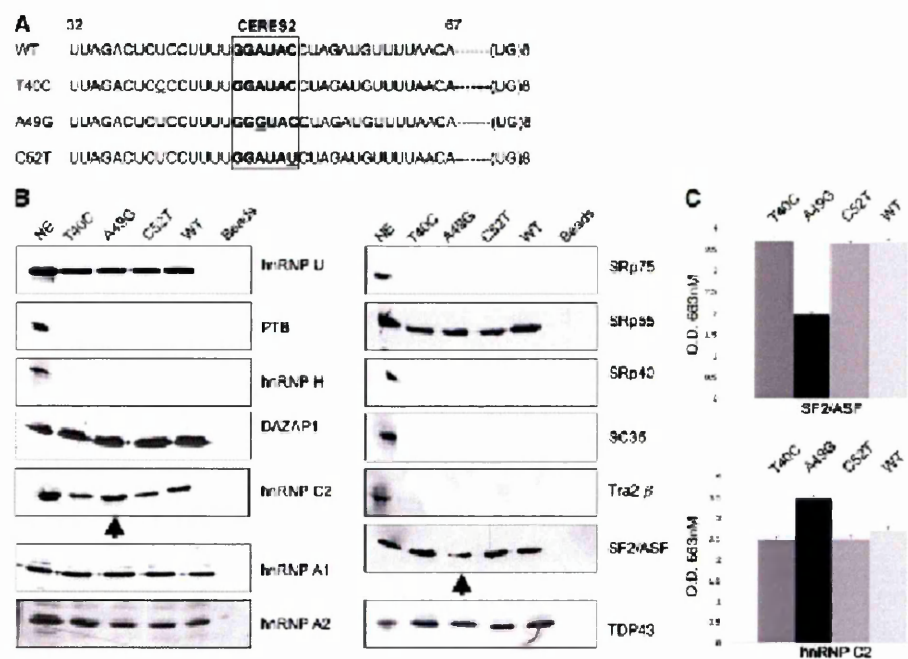 A 32 CERES2 67
WT UUAGACUCUCCUUUUGGAUACCUAGAUGUUUUAACA------(UG)8
T40C UUAGACUCCCCUUUUGGAUACCUAGAUGUUUUAACA------(UG)8
A49G UUAGACUCUCCUUUUGGGUACCUAGAUGUUUUAACA------(UG)8
C52T UUAGACUCUCCUUUUGGAUAUCUAGAUGUUUUAACA------(UG)8
B
NE T40C A49G C52T WT Beads
hnRNP U
PTB
hnRNP H
DAZAP1
hnRNP C2
hnRNP A1
hnRNP A2
NE T40C A49G C52T WT Beads
SRp75
SRp55
SRp40
SC35
Tra2 β
SF2/ASF
TDP43
C
T40C A49G C52T WT
O.D. 663nM
SF2/ASF
T40C A49G C52T WT
O.D. 663nM
hnRNP C2